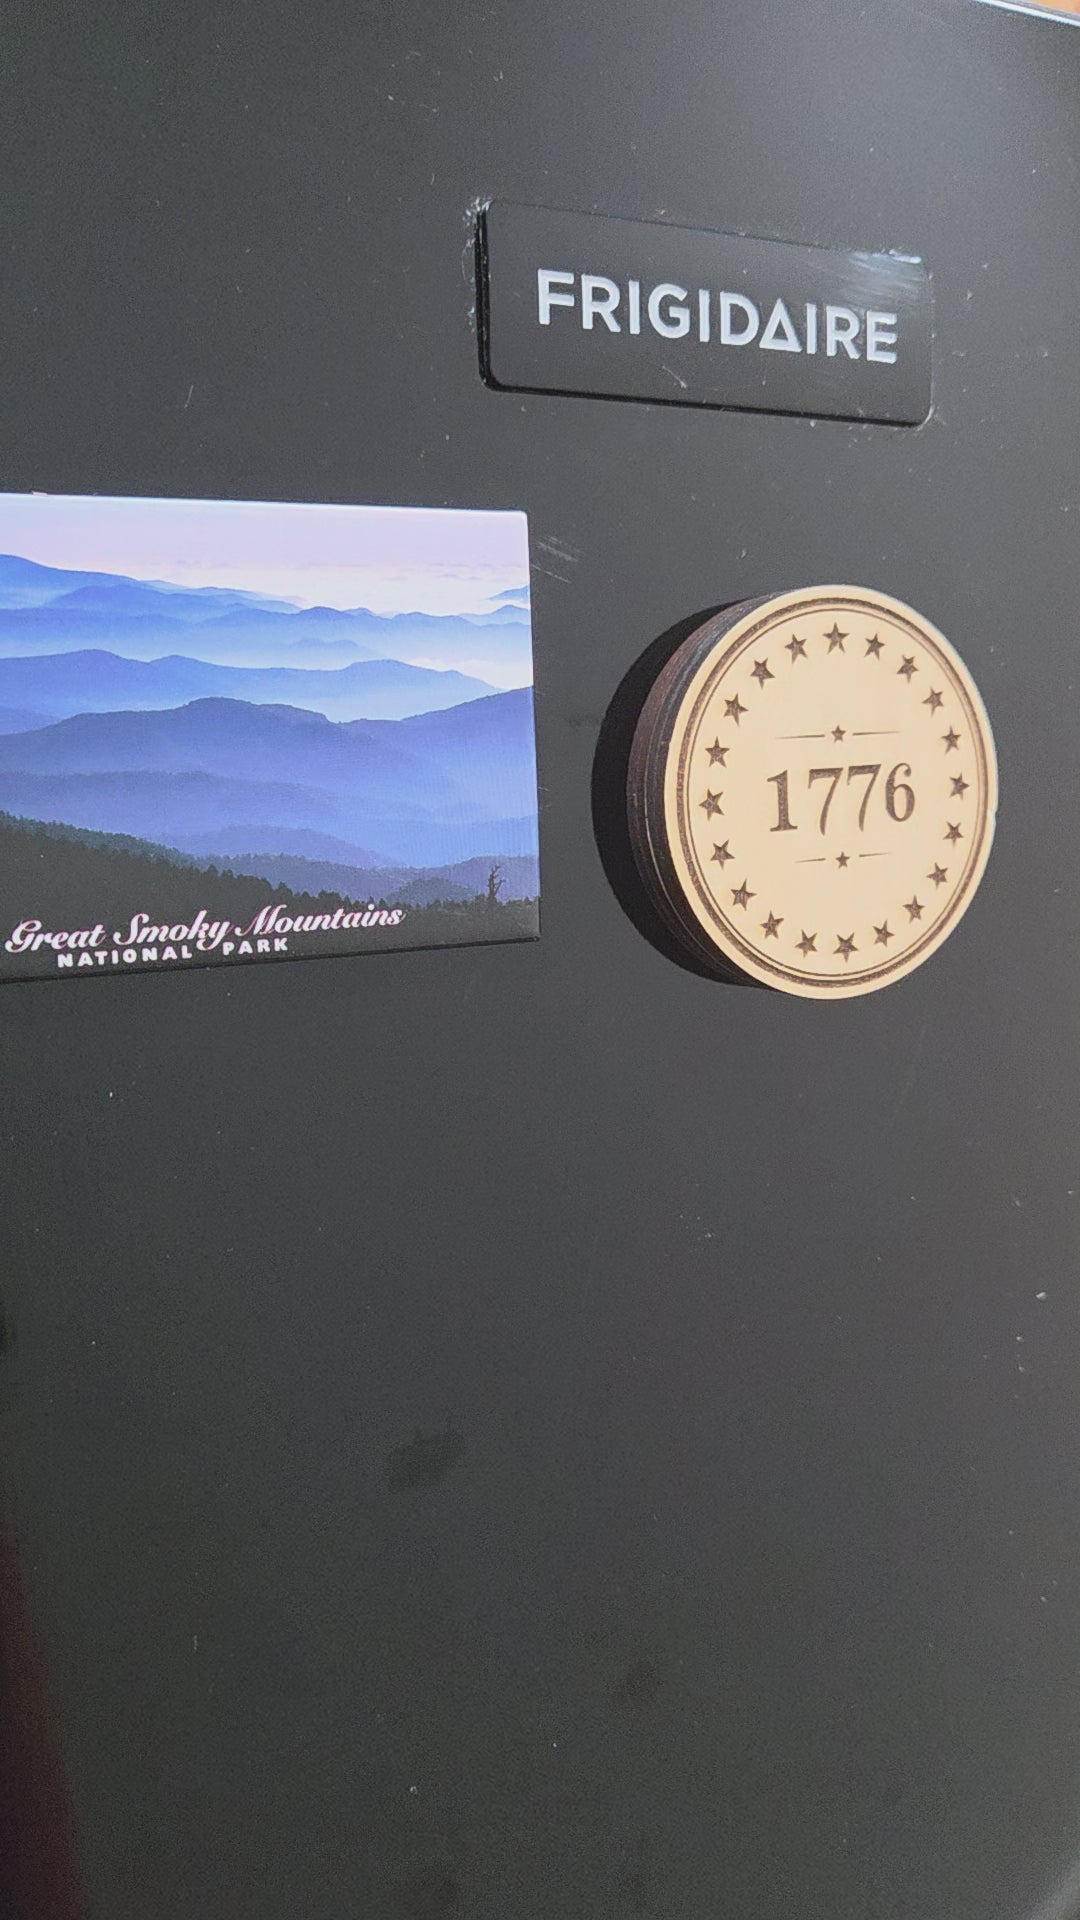 FRIGIDAIRE
1776
Great Smoky Mountains
NATIONAL PARK